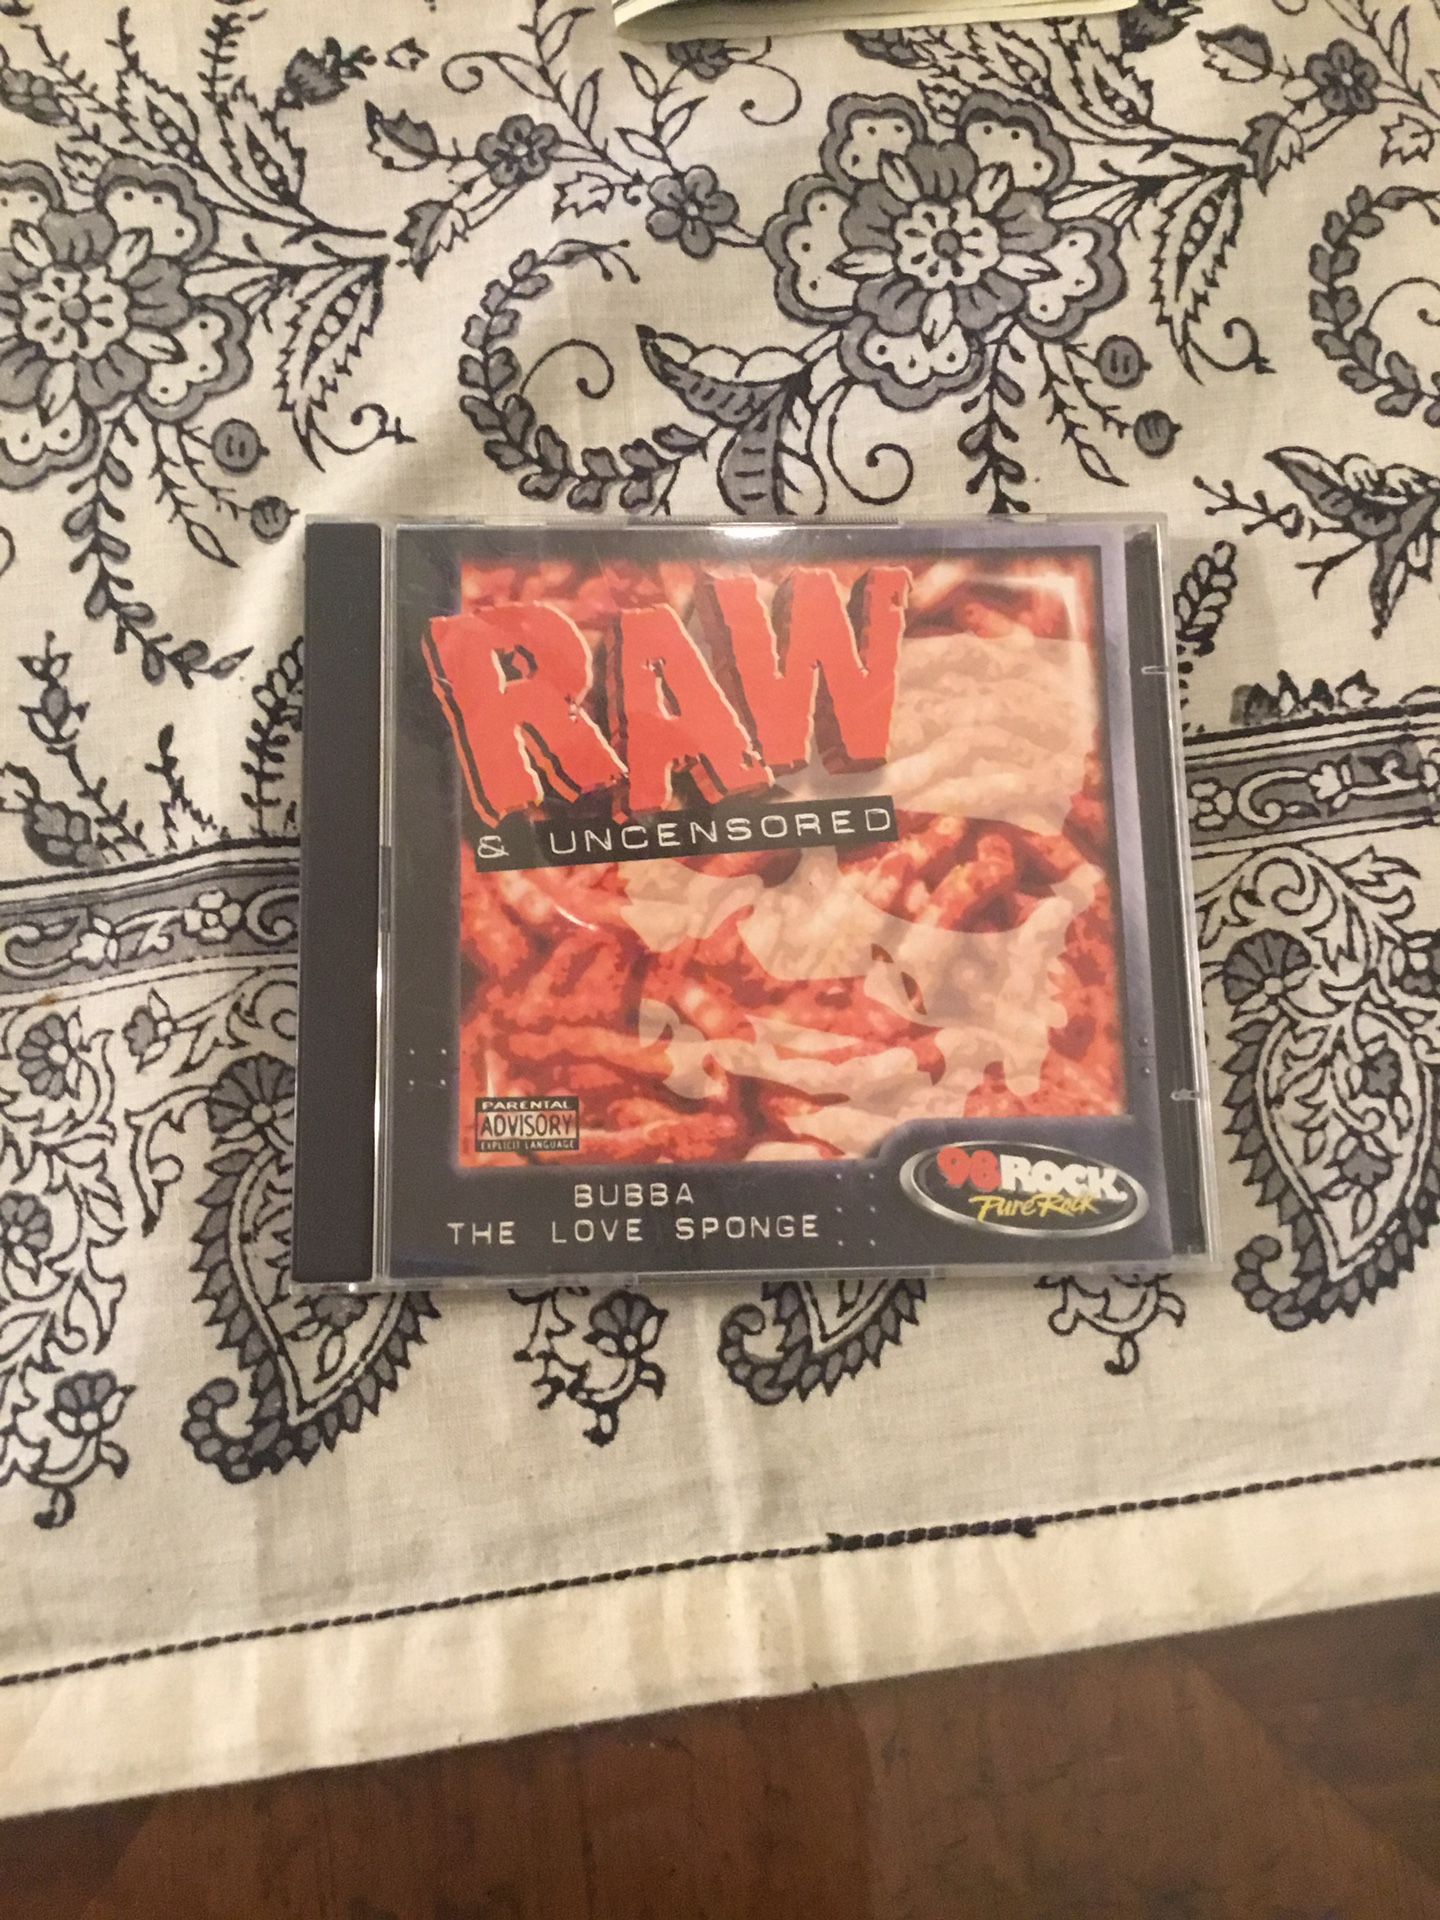 RAW
& UNCENSORED
PARENTAL
ADVISORY
EXPLICIT LANGUAGE
BUBBA
THE LOVE SPONGE
98ROCK.
Pure Rock